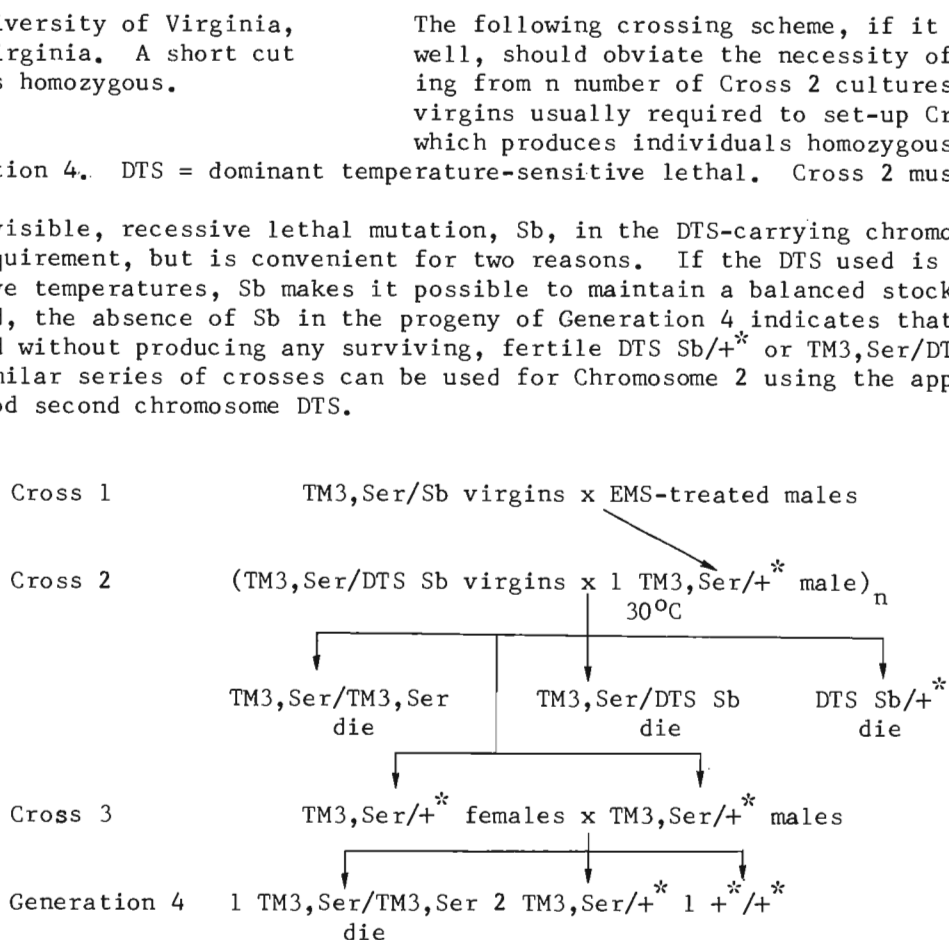 iversity of Virginia, The following crossing scheme, if it
irginia. A short cut well, should obviate the necessity of
s homozygous. ing from n number of Cross 2 cultures
virgins usually required to set-up Cr
which produces individuals homozygous
tion 4. DTS = dominant temperature-sensitive lethal. Cross 2 mus
visible, recessive lethal mutation, Sb, in the DTS-carrying chromo
quirement, but is convenient for two reasons. If the DTS used is
ve temperatures, Sb makes it possible to maintain a balanced stock
d, the absence of Sb in the progeny of Generation 4 indicates that
d without producing any surviving, fertile DTS Sb/+* or TM3,Ser/DT
milar series of crosses can be used for Chromosome 2 using the app
od second chromosome DTS.
Cross 1 TM3,Ser/Sb virgins x EMS-treated males
Cross 2 (TM3,Ser/DTS Sb virgins x 1 TM3,Ser/+* male)n
30°C
TM3,Ser/TM3,Ser TM3,Ser/DTS Sb DTS Sb/+*
die die die
Cross 3 TM3,Ser/+* females x TM3,Ser/+* males
Generation 4 1 TM3,Ser/TM3,Ser 2 TM3,Ser/+* 1 +*/+*
die